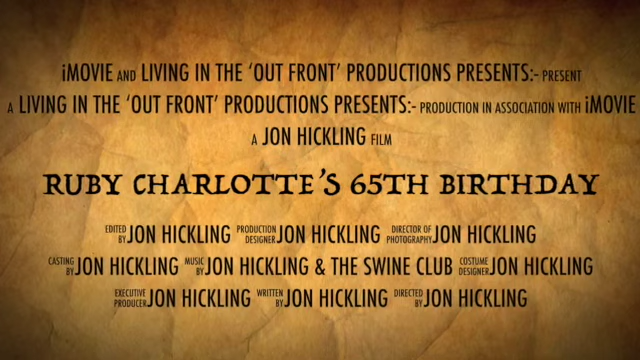 iMOVIE AND LIVING IN THE ‘OUT FRONT’ PRODUCTIONS PRESENTS:- PRESENT
A LIVING IN THE ‘OUT FRONT’ PRODUCTIONS PRESENTS:- PRODUCTION IN ASSOCIATION WITH iMOVIE
A JON HICKLING FILM
RUBY CHARLOTTE’S 65TH BIRTHDAY
EDITED BY JON HICKLING PRODUCTION DESIGNER JON HICKLING DIRECTOR OF PHOTOGRAPHY JON HICKLING
CASTING BY JON HICKLING MUSIC BY JON HICKLING & THE SWINE CLUB COSTUME DESIGNER JON HICKLING
EXECUTIVE PRODUCER JON HICKLING WRITTEN BY JON HICKLING DIRECTED BY JON HICKLING